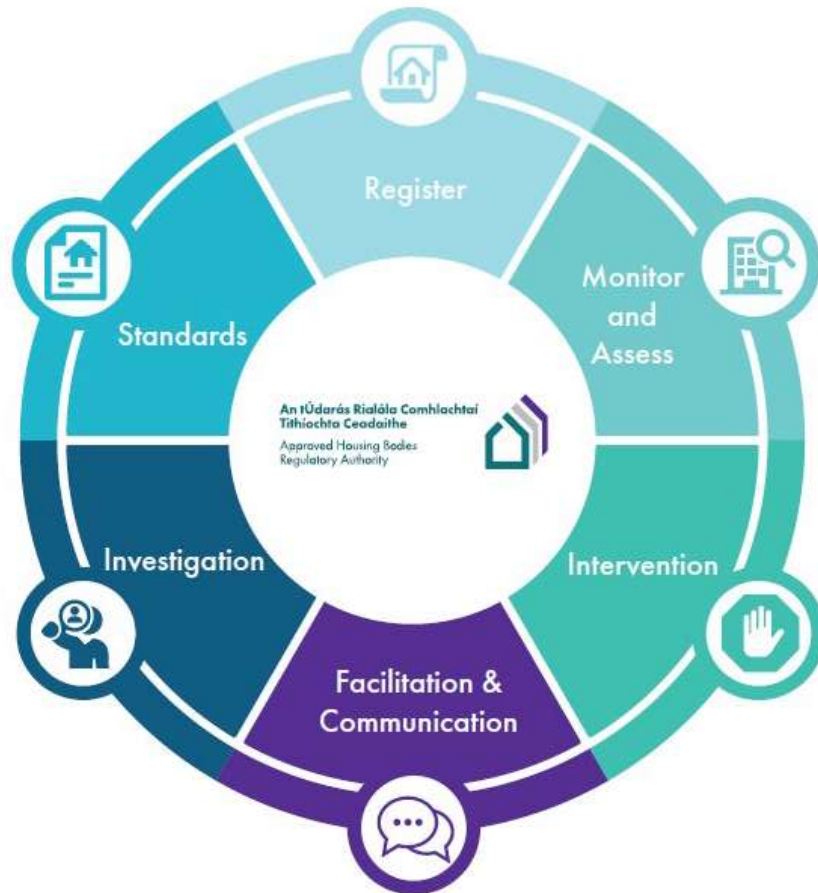 Register
Monitor
and
Assess
Standards
An tÚdarás Rialála Comhlachtaí
Tithíochta Ceadaithe
Approved Housing Bodies
Regulatory Authority
Investigation
Intervention
Facilitation &
Communication